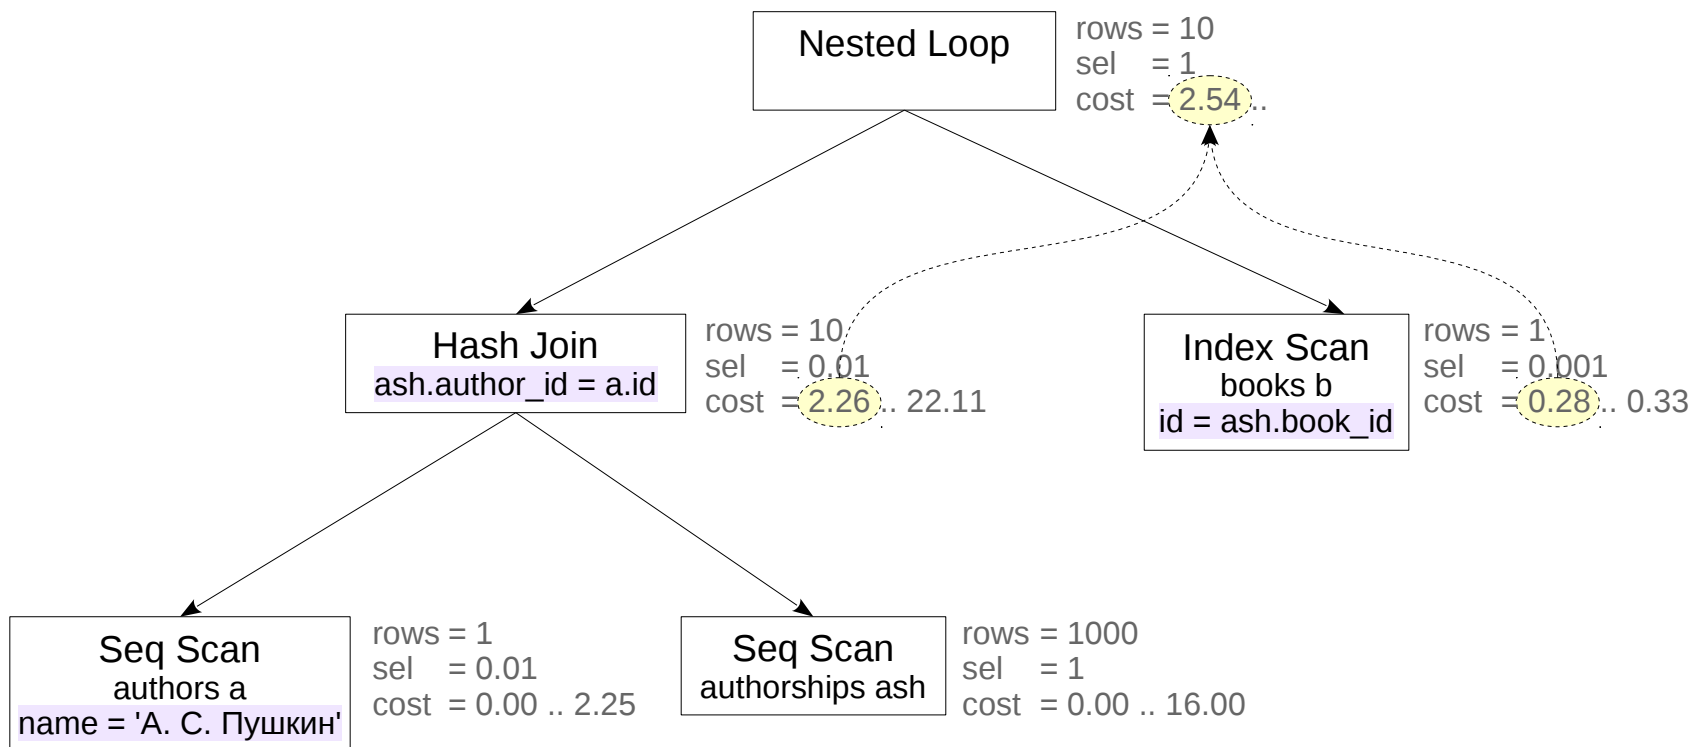 Nested Loop
rows = 10
sel = 1
cost = 2.54 ..
Hash Join
ash.author_id = a.id
rows = 10
sel = 0.01
cost = 2.26 .. 22.11
Index Scan
books b
id = ash.book_id
rows = 1
sel = 0.001
cost = 0.28 .. 0.33
Seq Scan
authors a
name = 'А. С. Пушкин'
rows = 1
sel = 0.01
cost = 0.00 .. 2.25
Seq Scan
authorships ash
rows = 1000
sel = 1
cost = 0.00 .. 16.00